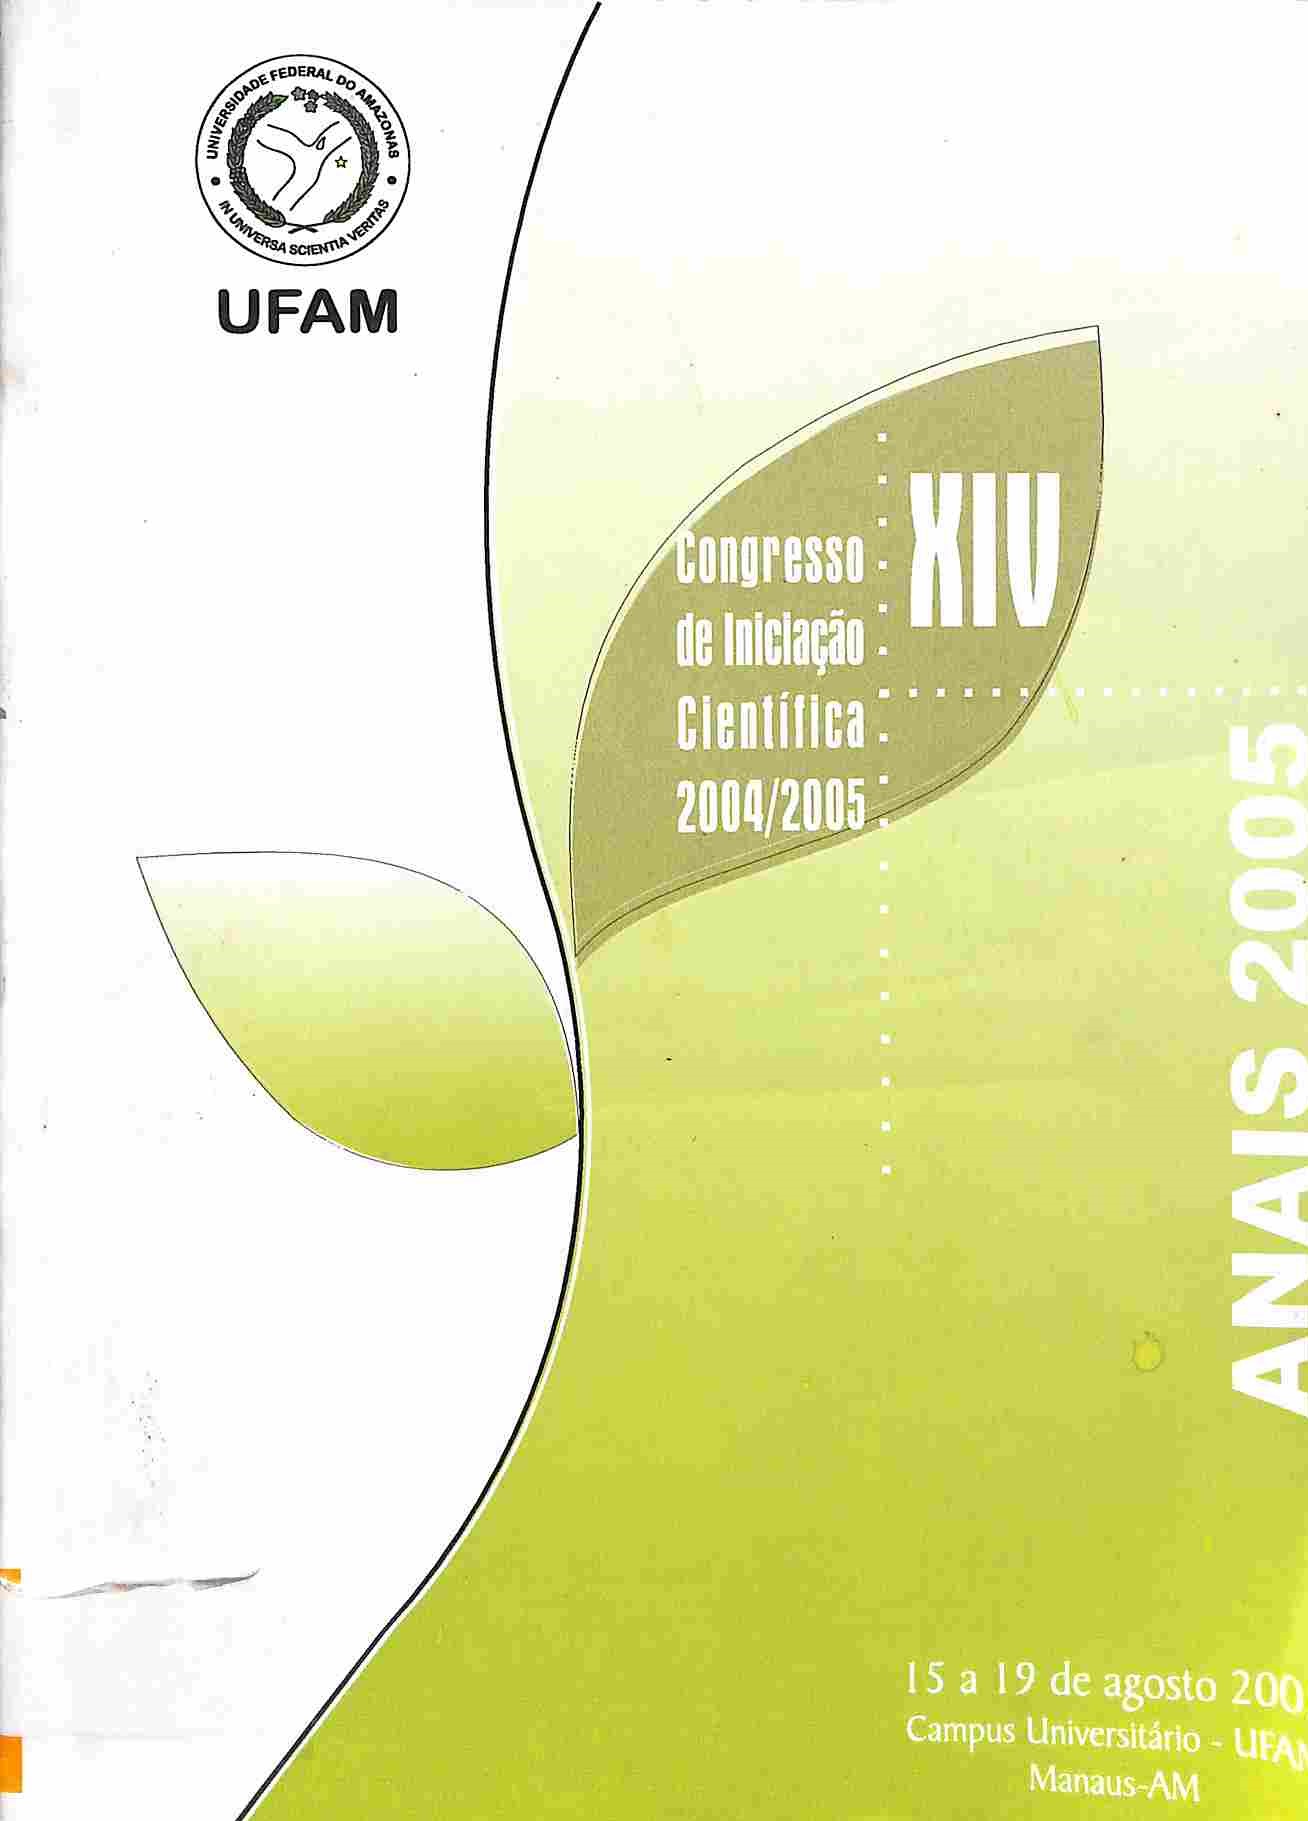 UNIVERSIDADE FEDERAL DO AMAZONAS
IN UNIVERSA SCIENTIA VERITAS
UFAM
XIV
Congresso
de Iniciação
Científica
2004/2005
ANAIS 2005
15 a 19 de agosto 200
Campus Universitário - UFAM
Manaus-AM